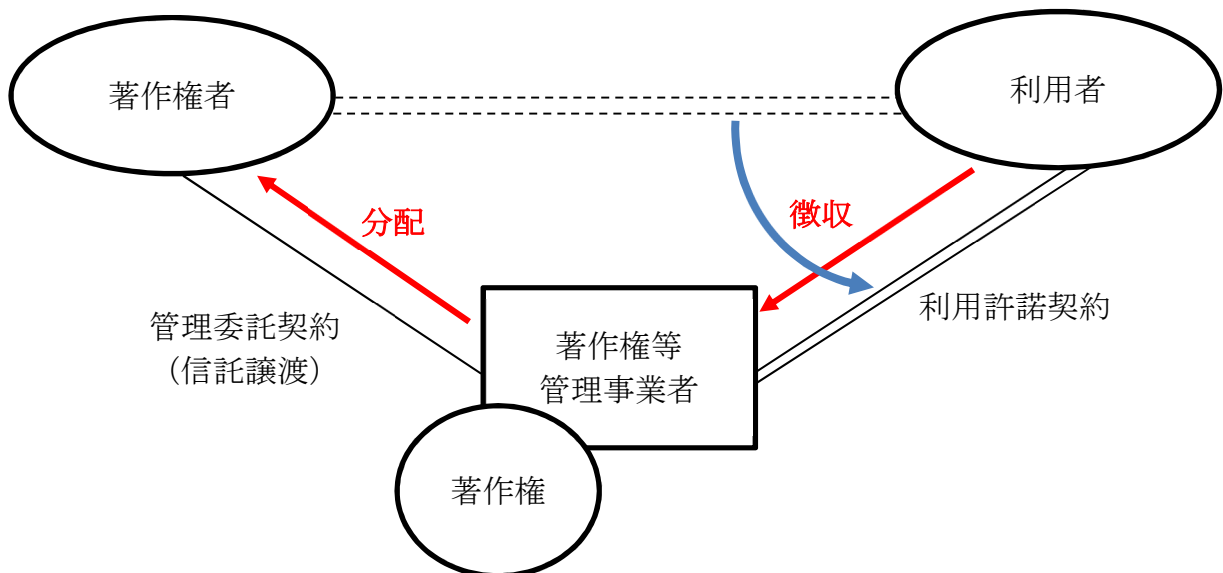 著作権者
利用者
分配
徴収
管理委託契約
（信託譲渡）
利用許諾契約
著作権等
管理事業者
著作権